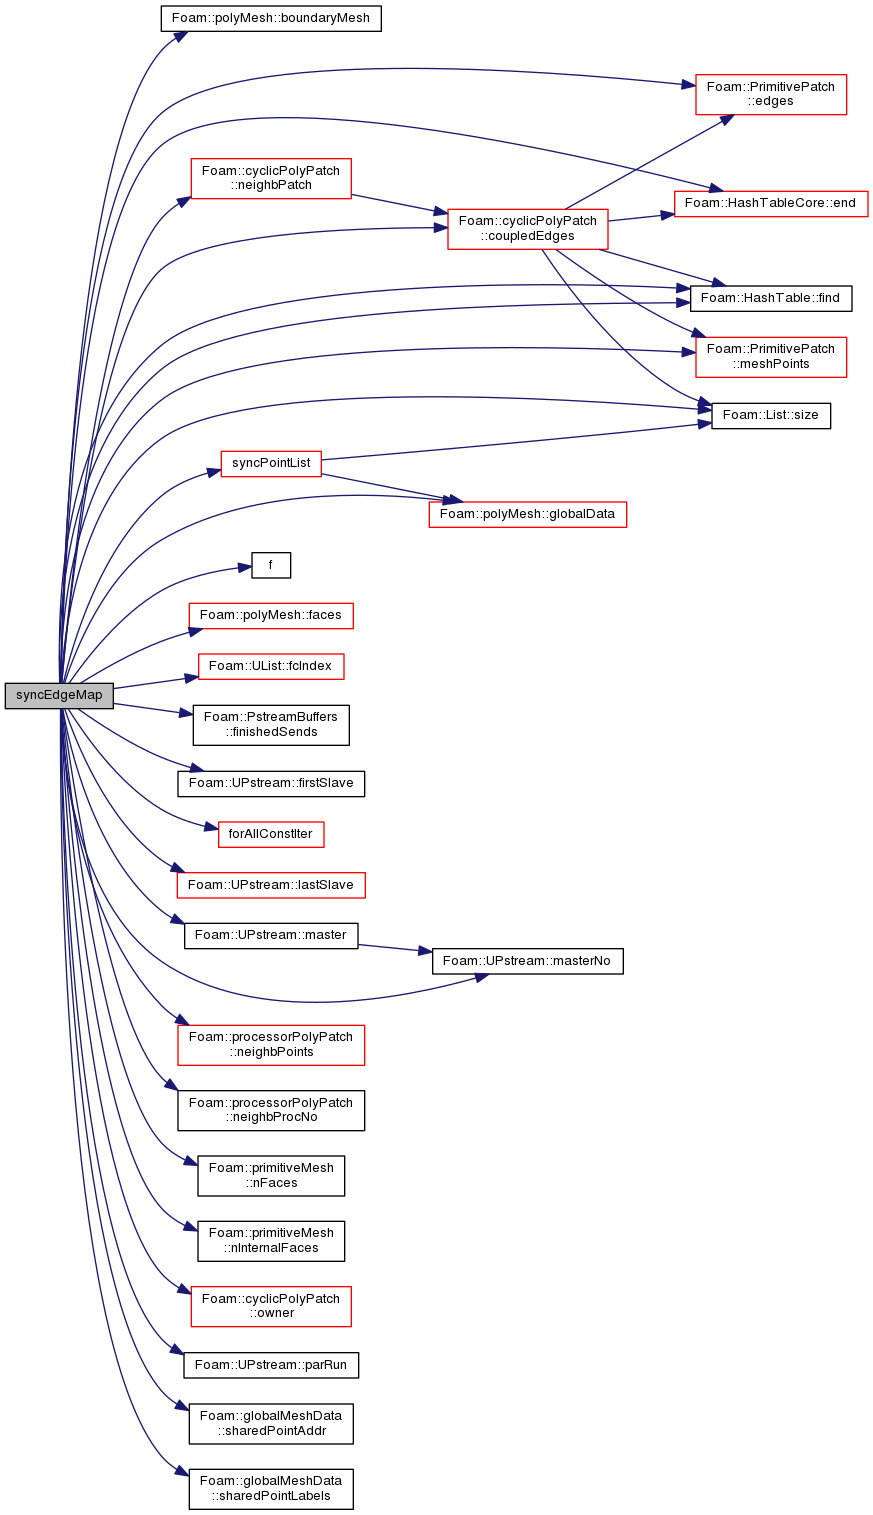 Foam::polyMesh::boundaryMesh
Foam::PrimitivePatch
::edges
Foam::cyclicPolyPatch
::neighbPatch
Foam::HashTableCore::end
Foam::cyclicPolyPatch
::coupledEdges
Foam::HashTable::find
Foam::PrimitivePatch
::meshPoints
Foam::List::size
syncPointList
Foam::polyMesh::globalData
f
Foam::polyMesh::faces
Foam::UList::fcIndex
syncEdgeMap
Foam::PstreamBuffers
::finishedSends
Foam::UPstream::firstSlave
forAllConstIter
Foam::UPstream::lastSlave
Foam::UPstream::master
Foam::UPstream::masterNo
Foam::processorPolyPatch
::neighbPoints
Foam::processorPolyPatch
::neighbProcNo
Foam::primitiveMesh
::nFaces
Foam::primitiveMesh
::nInternalFaces
Foam::cyclicPolyPatch
::owner
Foam::UPstream::parRun
Foam::globalMeshData
::sharedPointAddr
Foam::globalMeshData
::sharedPointLabels